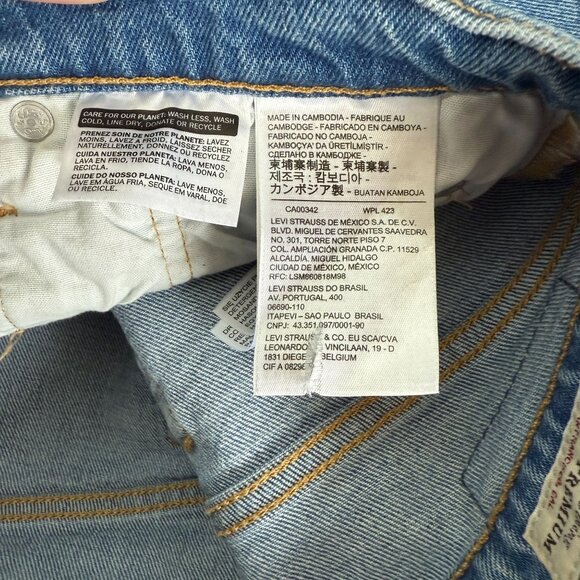 CARE FOR OUR PLANET: WASH LESS, WASH
COLD, LINE DRY, DONATE OR RECYCLE
PRENEZ SOIN DE NOTRE PLANÈTE: LAVEZ
MOINS, LAVEZ A FROID, LAISSEZ SÉCHER
NATURELLEMENT, DONNEZ OU RECYCLEZ
CUIDA NUESTRO PLANETA: LAVA MENOS,
LAVA EN FRIO, TIENDE LA ROPA, DONA O
RECICLA.
CUIDE DO NOSSO PLANETA: LAVE MENOS,
LAVE EM ÁGUA FRIA, SEQUE EM VARAL, DOE
OU RECICLE.
MADE IN CAMBODIA - FABRIQUE AU
CAMBODGE - FABRICADO EN CAMBOYA -
FABRICADO NO CAMBOJA -
KAMBOÇYA' DA ÜRETİLMİŞTİR -
СДЕЛАНО В КАМБОДЖЕ -
柬埔寨制造 - 柬埔寨製造
- 제조국 : 캄보디아 -
カンボジア製 - BUATAN KAMBOJA
CA00342 WPL 423
LEVI STRAUSS DE MÉXICO S.A. DE C.V.
BLVD. MIGUEL DE CERVANTES SAAVEDRA
NO. 301, TORRE NORTE PISO 7
COL. AMPLIACIÓN GRANADA C.P. 11529
ALCALDÍA. MIGUEL HIDALGO
CIUDAD DE MÉXICO, MÉXICO
RFC: LSM860818M98
LEVI STRAUSS DO BRASIL
AV. PORTUGAL, 400
06690-110
ITAPEVI – SAO PAULO BRASIL
CNPJ: 43.351.097/0001-90
LEVI STRAUSS & CO. EU SCA/CVA
LEONARDO VINCILAAN, 19 - D
1831 DIEGEM BELGIUM
CIF A 08296
PREMIUM